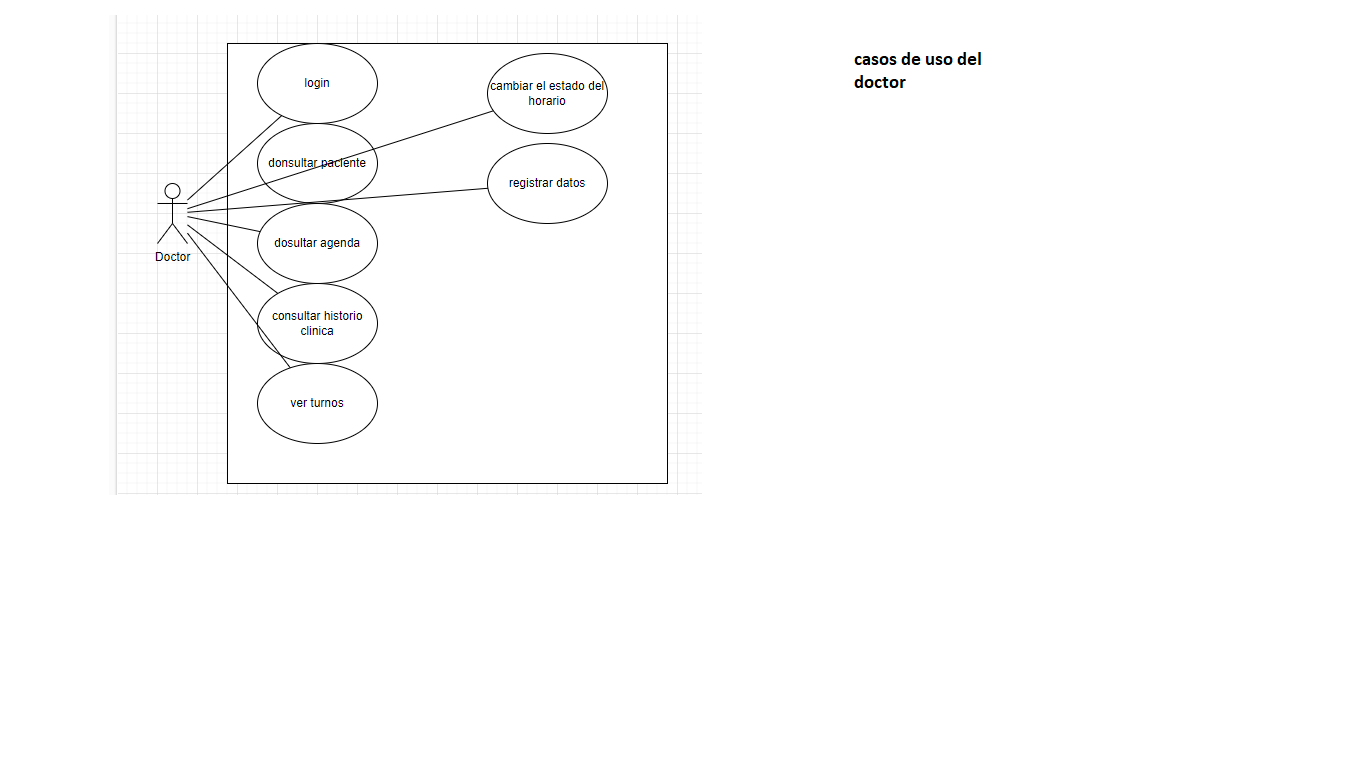 login
donsultar paciente
dosultar agenda
consultar historio
clinica
ver turnos
cambiar el estado del
horario
registrar datos
Doctor
casos de uso del
doctor